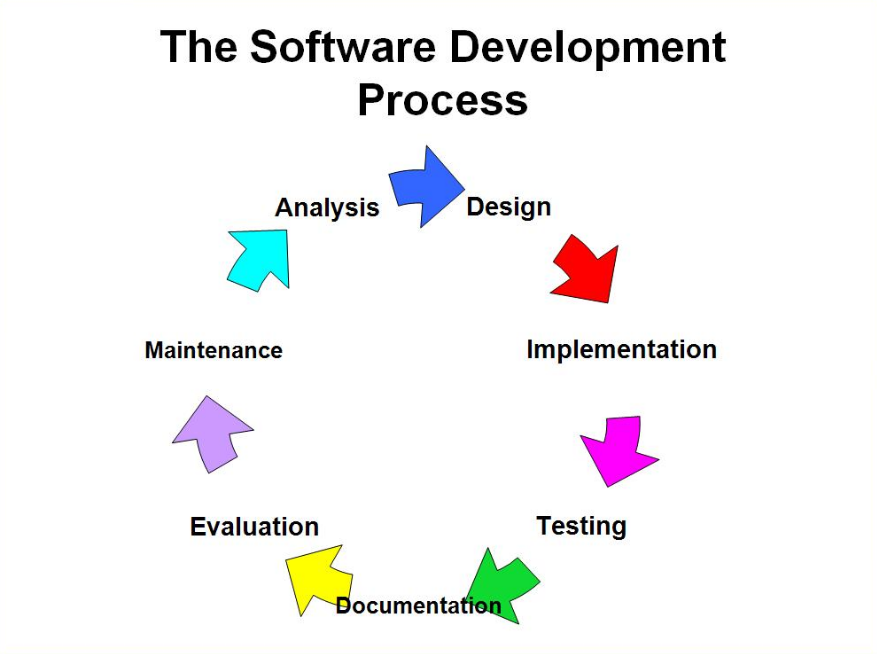 The Software Development
Process
Analysis
Design
Implementation
Testing
Documentation
Evaluation
Maintenance